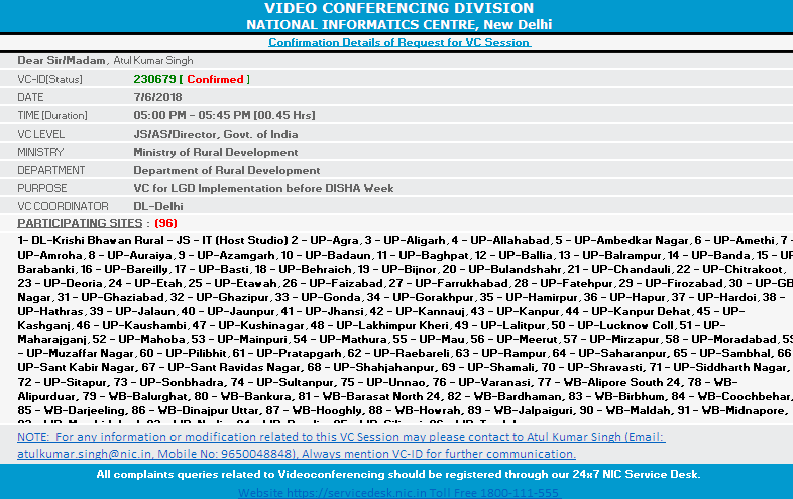 VIDEO CONFERENCING DIVISION
NATIONAL INFORMATICS CENTRE, New Delhi
Confirmation Details of Request for VC Session
Dear Sir/Madam, Atul Kumar Singh
VC-ID[Status] 230679 [ Confirmed ]
DATE 7/6/2018
TIME [Duration] 05:00 PM - 05:45 PM [00.45 Hrs]
VC LEVEL JS/AS/Director, Govt. of India
MINISTRY Ministry of Rural Development
DEPARTMENT Department of Rural Development
PURPOSE VC for LGD Implementation before DISHA Week
VC COORDINATOR DL-Delhi
PARTICIPATING SITES : (96)
1- DL-Krishi Bhawan Rural - JS - IT (Host Studio) 2 - UP-Agra, 3 - UP-Aligarh, 4 - UP-Allahabad, 5 - UP-Ambedkar Nagar, 6 - UP-Amethi, 7 -
UP-Amroha, 8 - UP-Auraiya, 9 - UP-Azamgarh, 10 - UP-Badaun, 11 - UP-Baghpat, 12 - UP-Ballia, 13 - UP-Balrampur, 14 - UP-Banda, 15 - UP-
Barabanki, 16 - UP-Bareilly, 17 - UP-Basti, 18 - UP-Behraich, 19 - UP-Bijnor, 20 - UP-Bulandshahr, 21 - UP-Chandauli, 22 - UP-Chitrakoot,
23 - UP-Deoria, 24 - UP-Etah, 25 - UP-Etawah, 26 - UP-Faizabad, 27 - UP-Farrukhabad, 28 - UP-Fatehpur, 29 - UP-Firozabad, 30 - UP-GB
Nagar, 31 - UP-Ghaziabad, 32 - UP-Ghazipur, 33 - UP-Gonda, 34 - UP-Gorakhpur, 35 - UP-Hamirpur, 36 - UP-Hapur, 37 - UP-Hardoi, 38 -
UP-Hathras, 39 - UP-Jalaun, 40 - UP-Jaunpur, 41 - UP-Jhansi, 42 - UP-Kannauj, 43 - UP-Kanpur, 44 - UP-Kanpur Dehat, 45 - UP-
Kashganj, 46 - UP-Kaushambi, 47 - UP-Kushinagar, 48 - UP-Lakhimpur Kheri, 49 - UP-Lalitpur, 50 - UP-Lucknow Coll, 51 - UP-
Maharajganj, 52 - UP-Mahoba, 53 - UP-Mainpuri, 54 - UP-Mathura, 55 - UP-Mau, 56 - UP-Meerut, 57 - UP-Mirzapur, 58 - UP-Moradabad,
- UP-Muzaffar Nagar, 60 - UP-Pilibhit, 61 - UP-Pratapgarh, 62 - UP-Raebareli, 63 - UP-Rampur, 64 - UP-Saharanpur, 65 - UP-Sambhal, 66
UP-Sant Kabir Nagar, 67 - UP-Sant Ravidas Nagar, 68 - UP-Shahjahanpur, 69 - UP-Shamali, 70 - UP-Shravasti, 71 - UP-Siddharth Nagar,
72 - UP-Sitapur, 73 - UP-Sonbhadra, 74 - UP-Sultanpur, 75 - UP-Unnao, 76 - UP-Varanasi, 77 - WB-Alipore South 24, 78 - WB-
Alipurduar, 79 - WB-Balurghat, 80 - WB-Bankura, 81 - WB-Barasat North 24, 82 - WB-Bardhaman, 83 - WB-Birbhum, 84 - WB-Coochbehar,
85 - WB-Darjeeling, 86 - WB-Dinajpur Uttar, 87 - WB-Hooghly, 88 - WB-Howrah, 89 - WB-Jalpaiguri, 90 - WB-Maldah, 91 - WB-Midnapore,
NOTE: For any information or modification related to this VC Session may please contact to Atul Kumar Singh (Email:
atulkumar.singh@nic.in, Mobile No: 9650048848), Always mention VC-ID for further communication.
All complaints queries related to Videoconferencing should be registered through our 24x7 NIC Service Desk.
Website https://servicedesk.nic.in Toll Free 1800-111-555